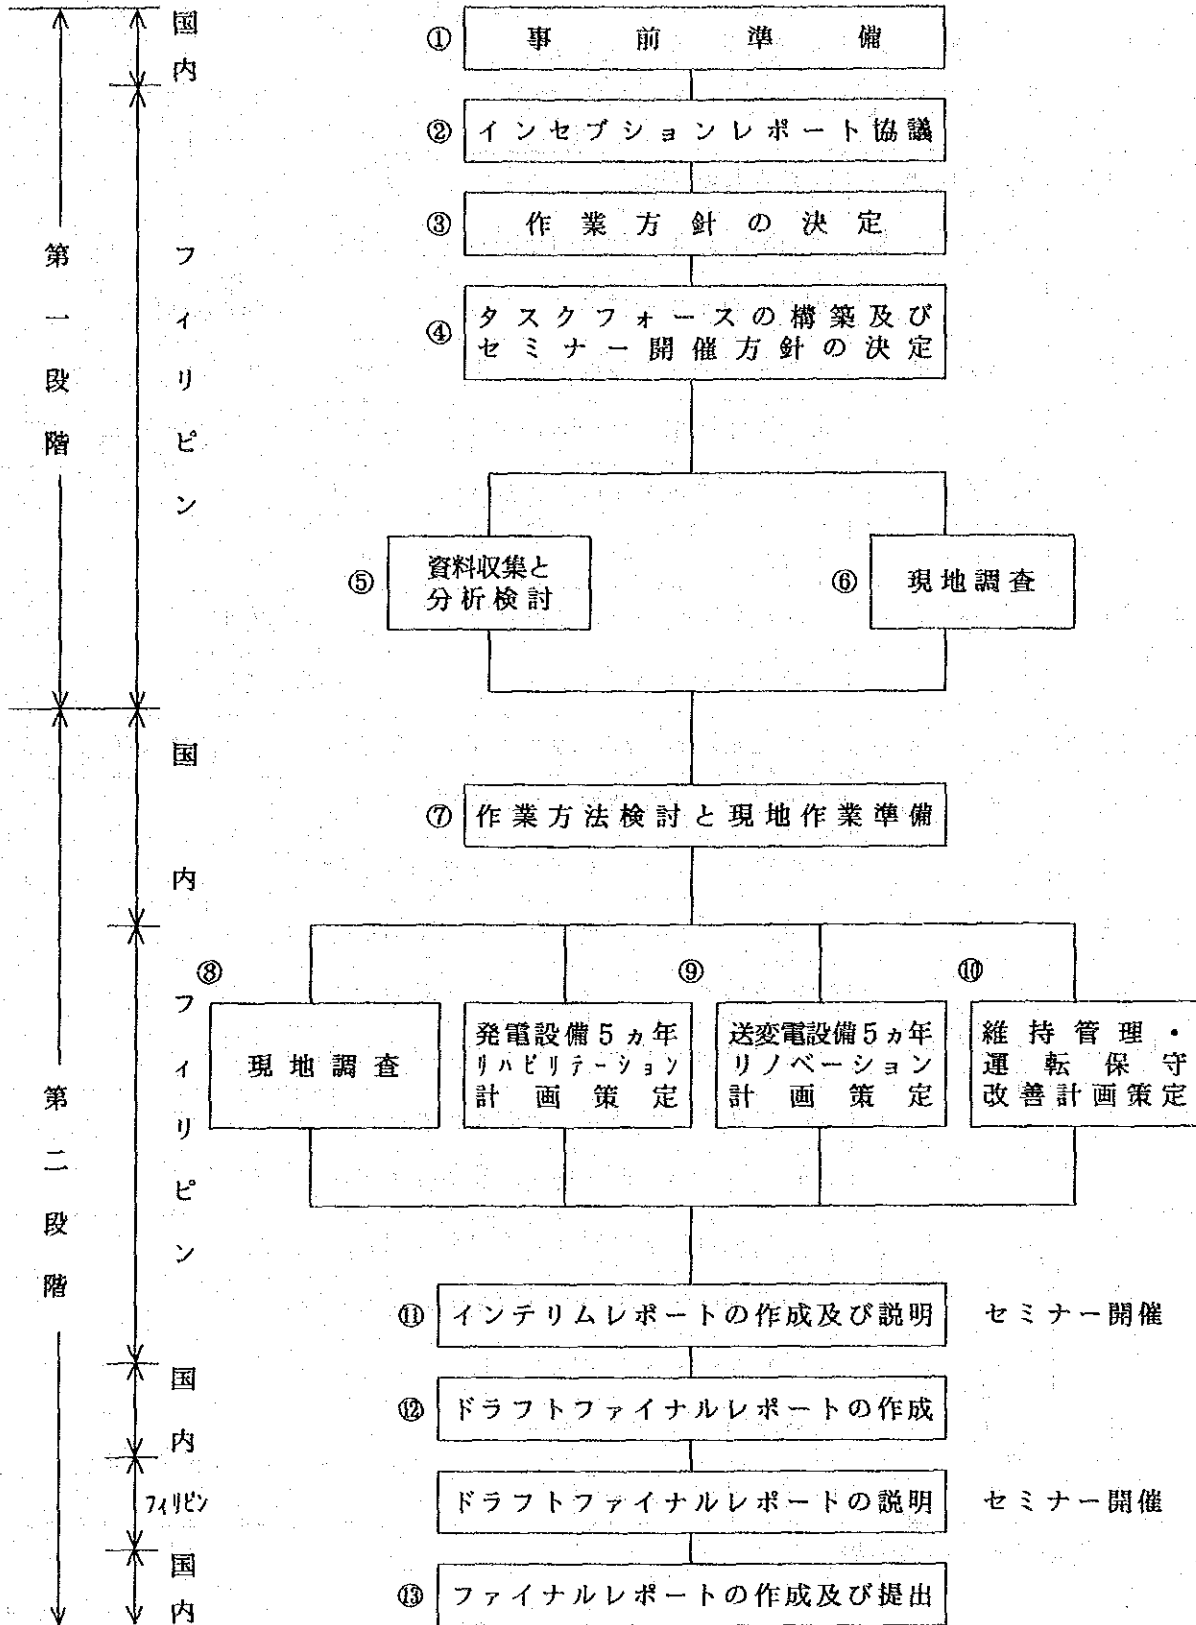 第一段階
国内
① 事前準備
フィリピン
② インセプションレポート協議
③ 作業方針の決定
④ タスクフォースの構築及び
セミナー開催方針の決定
⑤ 資料収集と
分析検討
⑥ 現地調査
第二段階
国内
⑦ 作業方法検討と現地作業準備
フィリピン
⑧ 現地調査
発電設備5ヵ年
リハビリテーション
計画策定
⑨ 送変電設備5ヵ年
リノベーション
計画策定
⑩ 維持管理・
運転保守
改善計画策定
⑪ インテリムレポートの作成及び説明 セミナー開催
国内
⑫ ドラフトファイナルレポートの作成
フィリピン
ドラフトファイナルレポートの説明 セミナー開催
国内
⑬ ファイナルレポートの作成及び提出